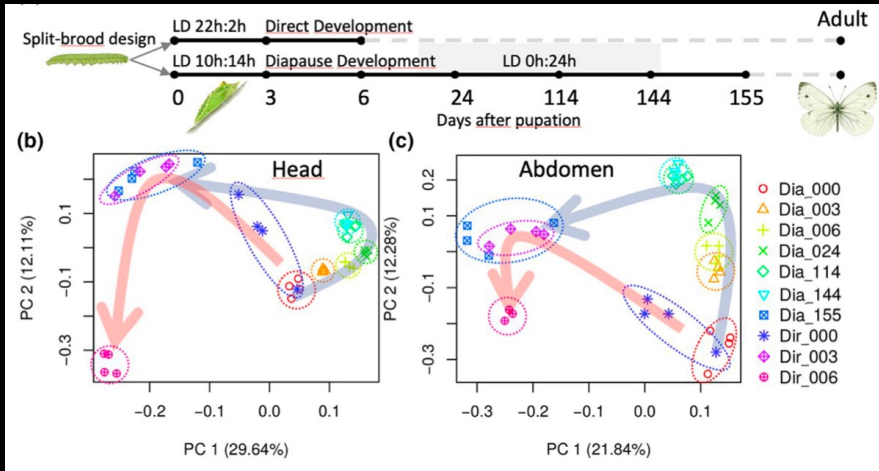 Adult
LD 22h:2h Direct Development
Split-brood design
LD 10h:14h Diapause Development LD 0h:24h
0 3 6 24 114 144 155
Days after pupation
(b) (c)
Head
Abdomen
PC 2 (12.11%)
0.1
−0.1
−0.3
−0.2 −0.1 0.0 0.1
PC 1 (29.64%)
PC 2 (12.28%)
0.2
0.1
−0.1
−0.3
−0.3 −0.2 −0.1 0.0 0.1
PC 1 (21.84%)
Dia_000
Dia_003
Dia_006
Dia_024
Dia_114
Dia_144
Dia_155
Dir_000
Dir_003
Dir_006